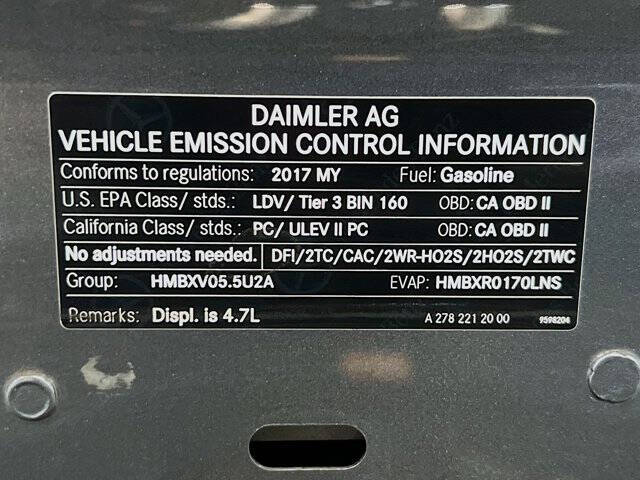 DAIMLER AG
VEHICLE EMISSION CONTROL INFORMATION
Conforms to regulations: 2017 MY Fuel: Gasoline
U.S. EPA Class/ stds.: LDV/ Tier 3 BIN 160 OBD: CA OBD II
California Class/ stds.: PC/ ULEV II PC OBD: CA OBD II
No adjustments needed. DFI/2TC/CAC/2WR-HO2S/2HO2S/2TWC
Group: HMBXV05.5U2A EVAP: HMBXR0170LNS
Remarks: Displ. is 4.7L A 278 221 20 00 9598204